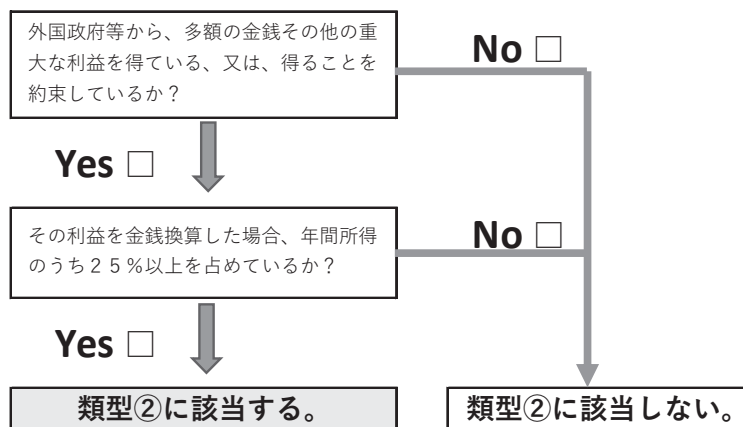 外国政府等から、多額の金銭その他の重
大な利益を得ている、又は、得ることを
約束しているか？
No □
Yes □
その利益を金銭換算した場合、年間所得
のうち２５%以上を占めているか？
No □
Yes □
類型②に該当する。
類型②に該当しない。